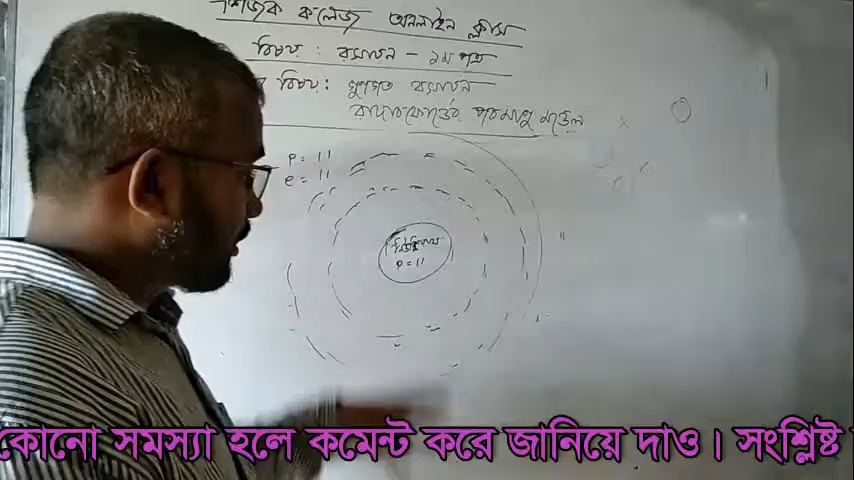 কলেজ অনলাইন ক্লাস
বিষয় : রসায়ন - ১ম পত্র
বিষয়: গুণগত রসায়ন
রাদারফোর্ডের পরমাণু মডেল
p = 11
e = 11
নিউক্লিয়াস
p = 11
কোনো সমস্যা হলে কমেন্ট করে জানিয়ে দাও। সংশ্লিষ্ট